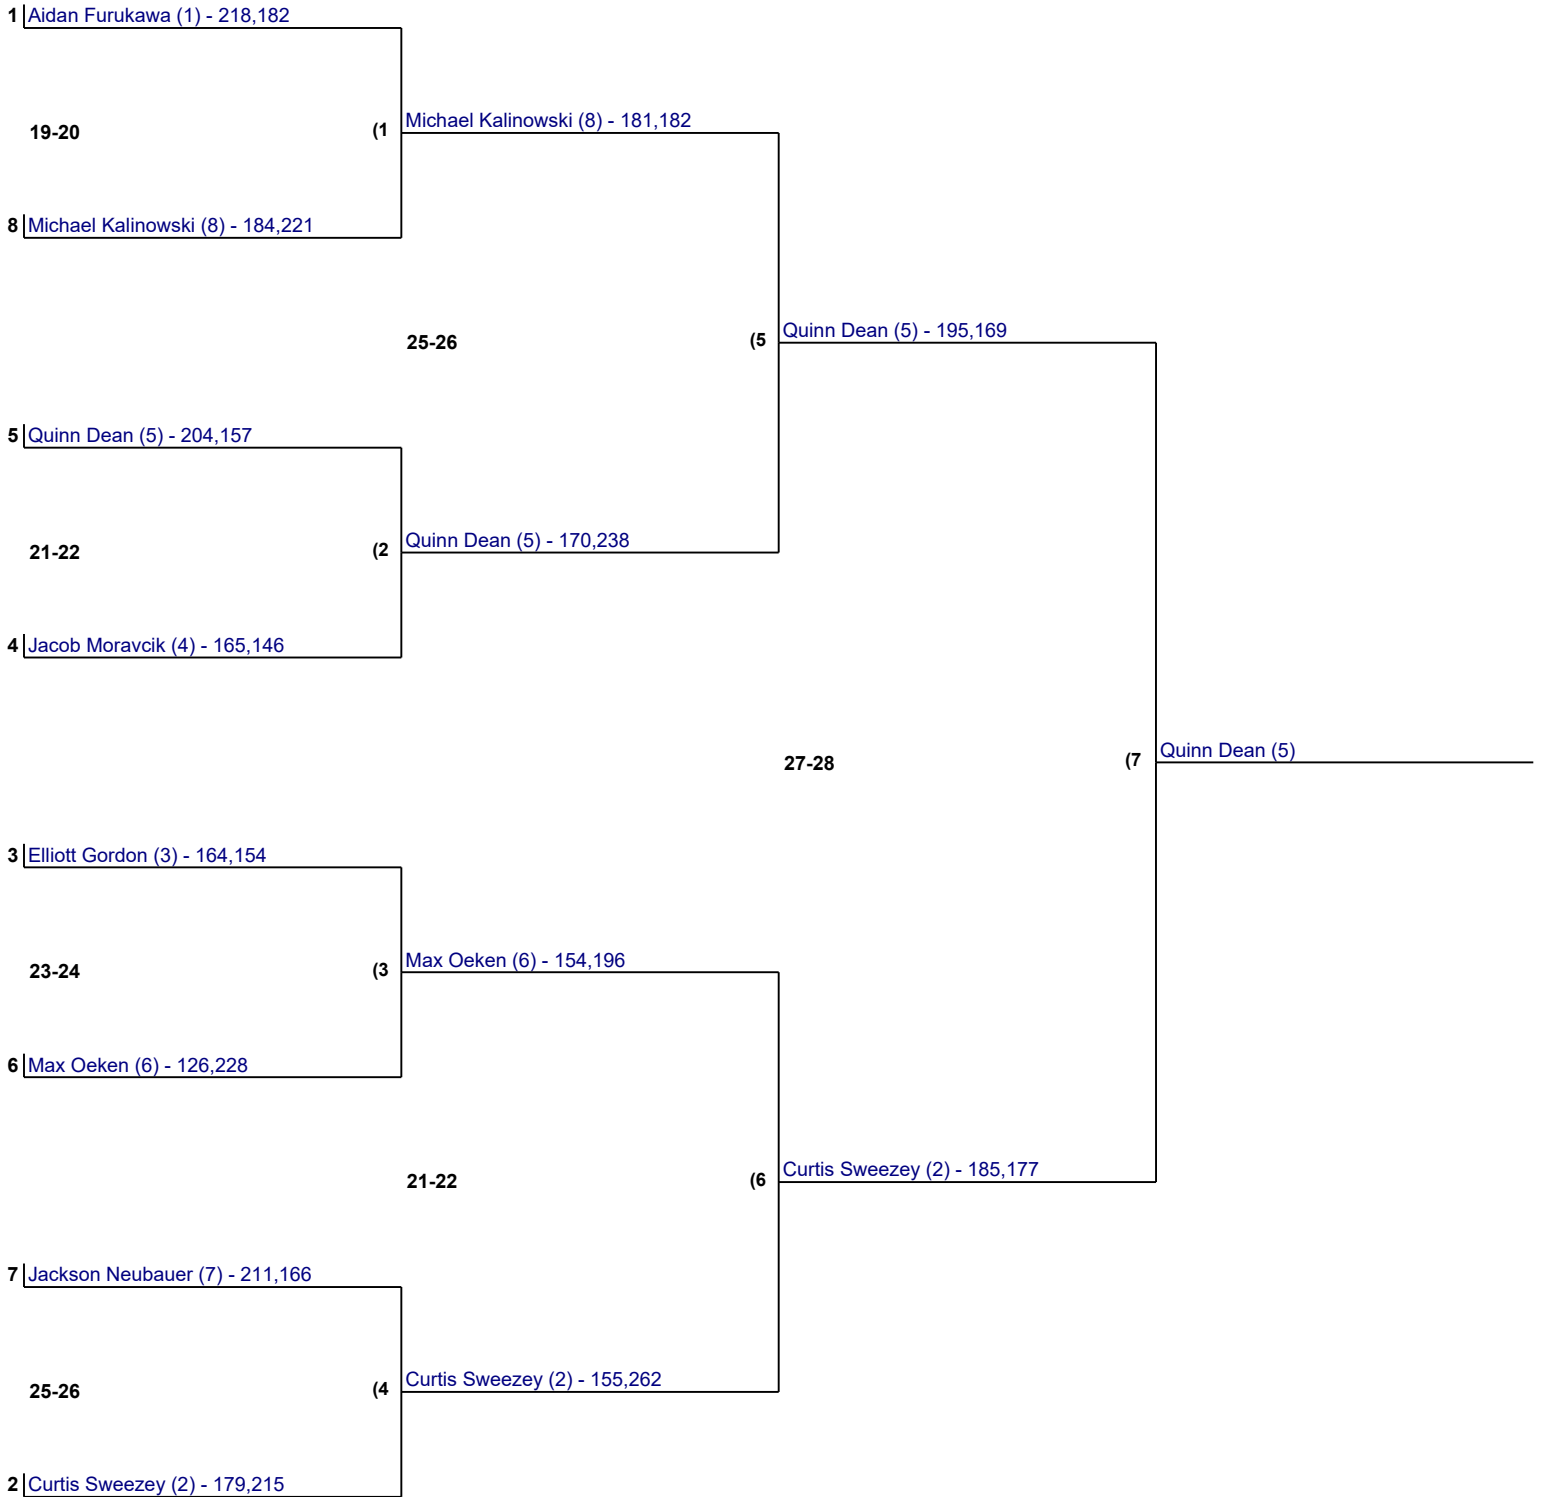 1 Aidan Furukawa (1) - 218,182
19-20 (1 Michael Kalinowski (8) - 181,182
8 Michael Kalinowski (8) - 184,221
25-26 (5 Quinn Dean (5) - 195,169
5 Quinn Dean (5) - 204,157
21-22 (2 Quinn Dean (5) - 170,238
4 Jacob Moravcik (4) - 165,146
27-28 (7 Quinn Dean (5)
3 Elliott Gordon (3) - 164,154
23-24 (3 Max Oeken (6) - 154,196
6 Max Oeken (6) - 126,228
21-22 (6 Curtis Sweezey (2) - 185,177
7 Jackson Neubauer (7) - 211,166
25-26 (4 Curtis Sweezey (2) - 155,262
2 Curtis Sweezey (2) - 179,215